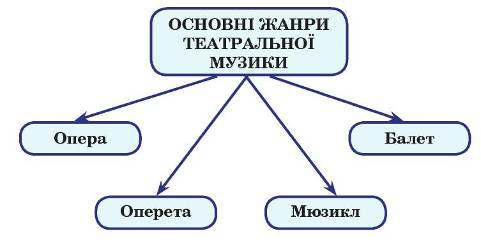 ОСНОВНІ ЖАНРИ
ТЕАТРАЛЬНОЇ
МУЗИКИ
Опера
Балет
Оперета
Мюзикл